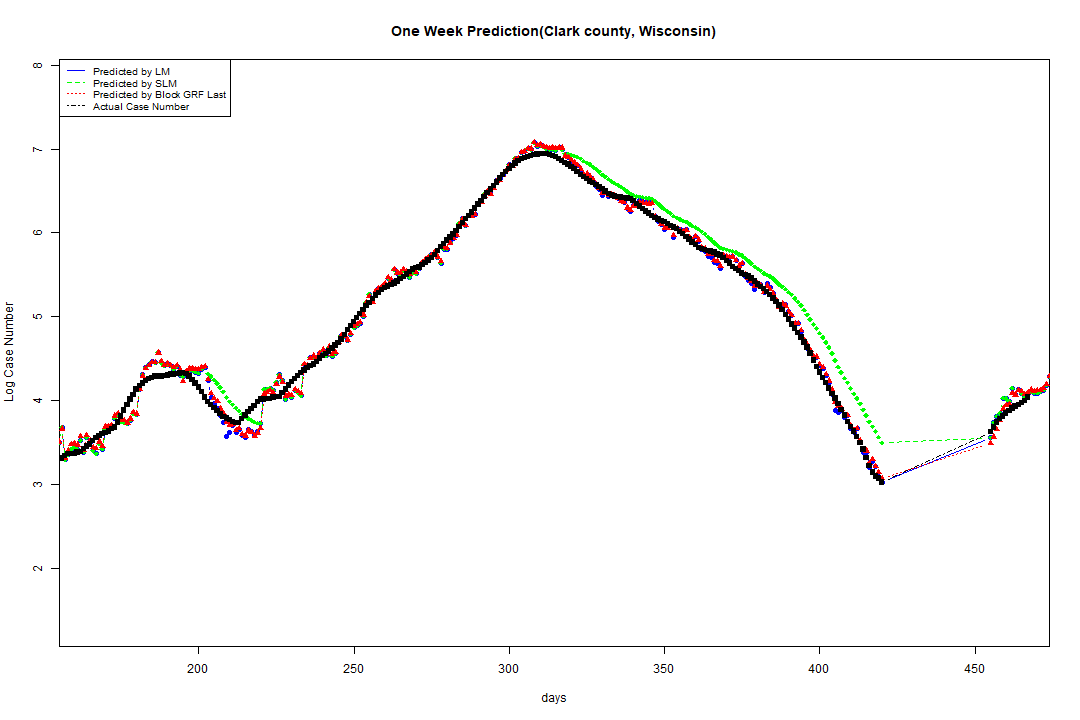 One Week Prediction(Clark county, Wisconsin)
Predicted by LM
Predicted by SLM
Predicted by Block GRF Last
Actual Case Number
8
7
6
5
4
3
2
Log Case Number
200 250 300 350 400 450
days